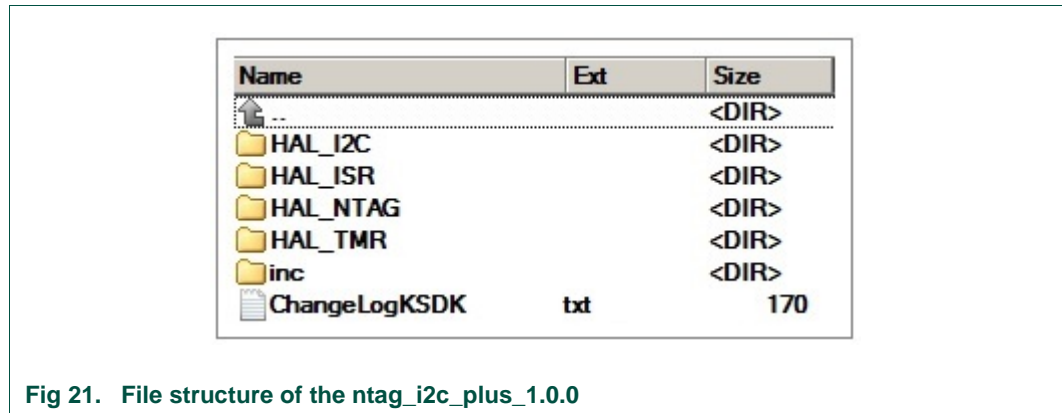 Name Ext Size
.. <DIR>
HAL_I2C <DIR>
HAL_ISR <DIR>
HAL_NTAG <DIR>
HAL_TMR <DIR>
inc <DIR>
ChangeLogKSDK txt 170
Fig 21. File structure of the ntag_i2c_plus_1.0.0